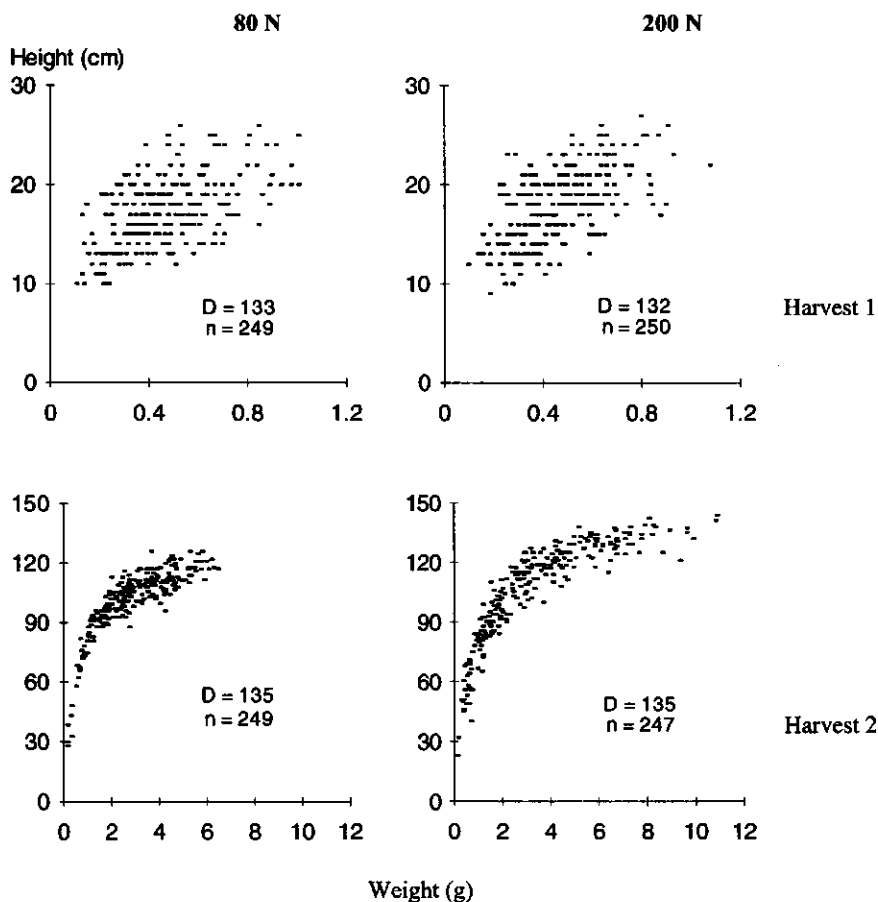 80 N
200 N
Height (cm)
30
20
10
0
0 0.4 0.8 1.2
D = 133
n = 249
30
20
10
0
0 0.4 0.8 1.2
D = 132
n = 250
Harvest 1
150
120
90
60
30
0
0 2 4 6 8 10 12
D = 135
n = 249
150
120
90
60
30
0
0 2 4 6 8 10 12
D = 135
n = 247
Harvest 2
Weight (g)